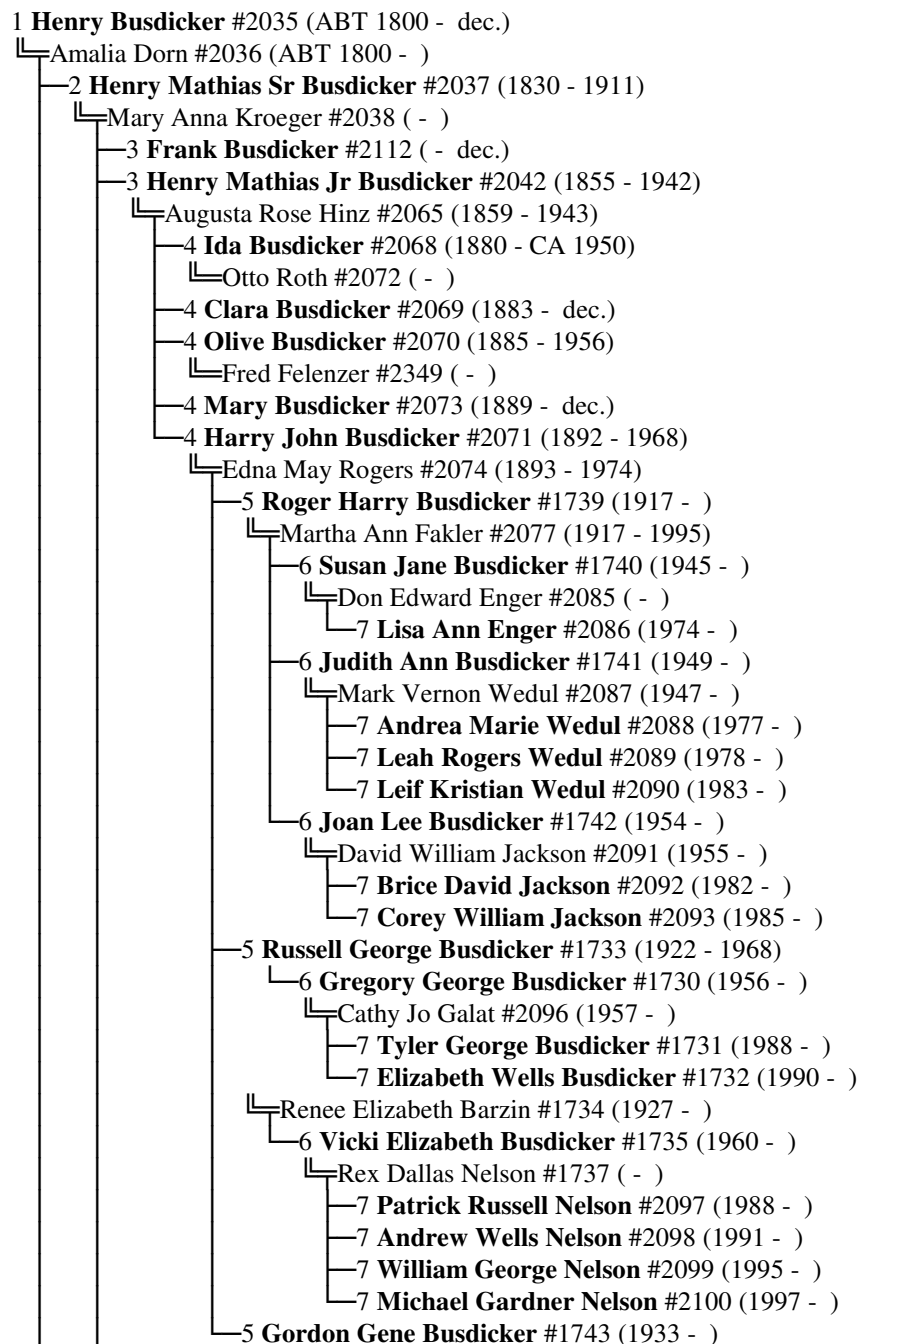 1 Henry Busdicker #2035 (ABT 1800 - dec.)
Amalia Dorn #2036 (ABT 1800 - )
2 Henry Mathias Sr Busdicker #2037 (1830 - 1911)
Mary Anna Kroeger #2038 ( - )
3 Frank Busdicker #2112 ( - dec.)
3 Henry Mathias Jr Busdicker #2042 (1855 - 1942)
Augusta Rose Hinz #2065 (1859 - 1943)
4 Ida Busdicker #2068 (1880 - CA 1950)
Otto Roth #2072 ( - )
4 Clara Busdicker #2069 (1883 - dec.)
4 Olive Busdicker #2070 (1885 - 1956)
Fred Felenzer #2349 ( - )
4 Mary Busdicker #2073 (1889 - dec.)
4 Harry John Busdicker #2071 (1892 - 1968)
Edna May Rogers #2074 (1893 - 1974)
5 Roger Harry Busdicker #1739 (1917 - )
Martha Ann Fakler #2077 (1917 - 1995)
6 Susan Jane Busdicker #1740 (1945 - )
Don Edward Enger #2085 ( - )
7 Lisa Ann Enger #2086 (1974 - )
6 Judith Ann Busdicker #1741 (1949 - )
Mark Vernon Wedul #2087 (1947 - )
7 Andrea Marie Wedul #2088 (1977 - )
7 Leah Rogers Wedul #2089 (1978 - )
7 Leif Kristian Wedul #2090 (1983 - )
6 Joan Lee Busdicker #1742 (1954 - )
David William Jackson #2091 (1955 - )
7 Brice David Jackson #2092 (1982 - )
7 Corey William Jackson #2093 (1985 - )
5 Russell George Busdicker #1733 (1922 - 1968)
6 Gregory George Busdicker #1730 (1956 - )
Cathy Jo Galat #2096 (1957 - )
7 Tyler George Busdicker #1731 (1988 - )
7 Elizabeth Wells Busdicker #1732 (1990 - )
Renee Elizabeth Barzin #1734 (1927 - )
6 Vicki Elizabeth Busdicker #1735 (1960 - )
Rex Dallas Nelson #1737 ( - )
7 Patrick Russell Nelson #2097 (1988 - )
7 Andrew Wells Nelson #2098 (1991 - )
7 William George Nelson #2099 (1995 - )
7 Michael Gardner Nelson #2100 (1997 - )
5 Gordon Gene Busdicker #1743 (1933 - )